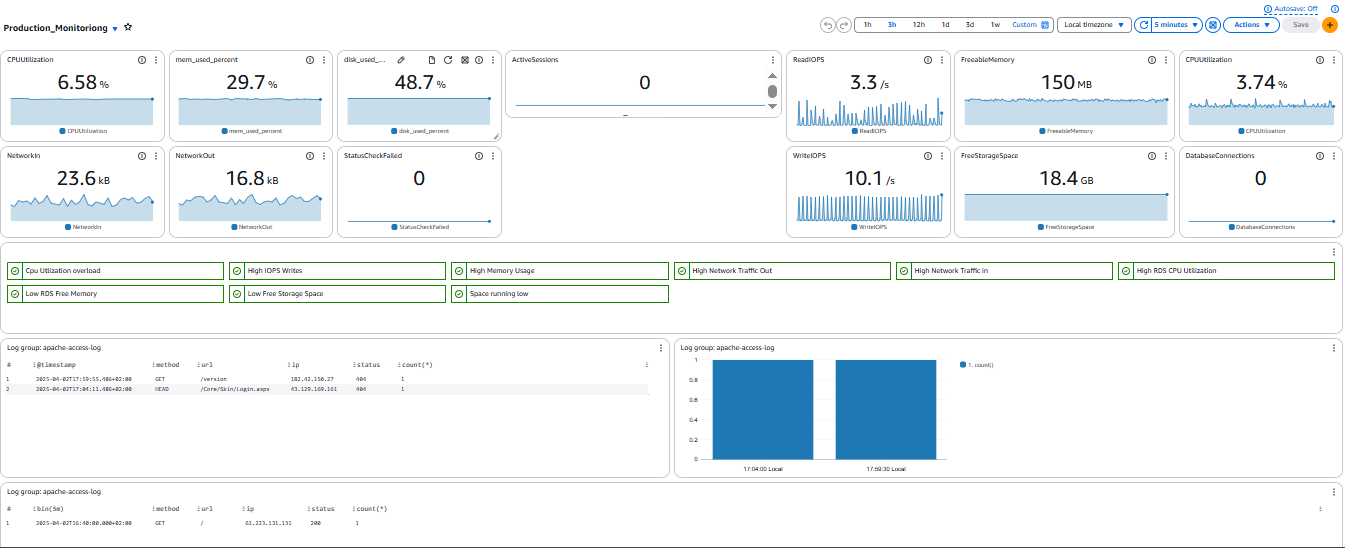 Autosave: Off
Production_Monitoriong
1h 3h 12h 1d 3d 1w Custom Local timezone 5 minutes Actions Save
CPUUtilization
6.58 %
CPUUtilization
mem_used_percent
29.7 %
mem_used_percent
disk_used_...
48.7 %
disk_used_percent
ActiveSessions
0
ReadIOPS
3.3 /s
ReadIOPS
FreeableMemory
150 MB
FreeableMemory
CPUUtilization
3.74 %
CPUUtilization
NetworkIn
23.6 kB
NetworkIn
NetworkOut
16.8 kB
NetworkOut
StatusCheckFailed
0
StatusCheckFailed
WriteIOPS
10.1 /s
WriteIOPS
FreeStorageSpace
18.4 GB
FreeStorageSpace
DatabaseConnections
0
DatabaseConnections
Cpu Utlization overload
High IOPS Writes
High Memory Usage
High Network Traffic Out
High Network Traffic in
High RDS CPU Utilization
Low RDS Free Memory
Low Free Storage Space
Space running low
Log group: apache-access-log
# @timestamp method url ip status count(*)
1 2025-04-02T17:59:55.486+02:00 GET /version 182.42.150.27 404 1
2 2025-04-02T17:04:11.486+02:00 HEAD /Core/Skin/Login.aspx 43.129.169.161 404 1
Log group: apache-access-log
1
0.8
0.6
0.4
0.2
0
17:04:00 Local
17:59:30 Local
1. count()
Log group: apache-access-log
# bin(5m) method url ip status count(*)
1 2025-04-02T16:40:00.000+02:00 GET / 61.223.131.131 200 1